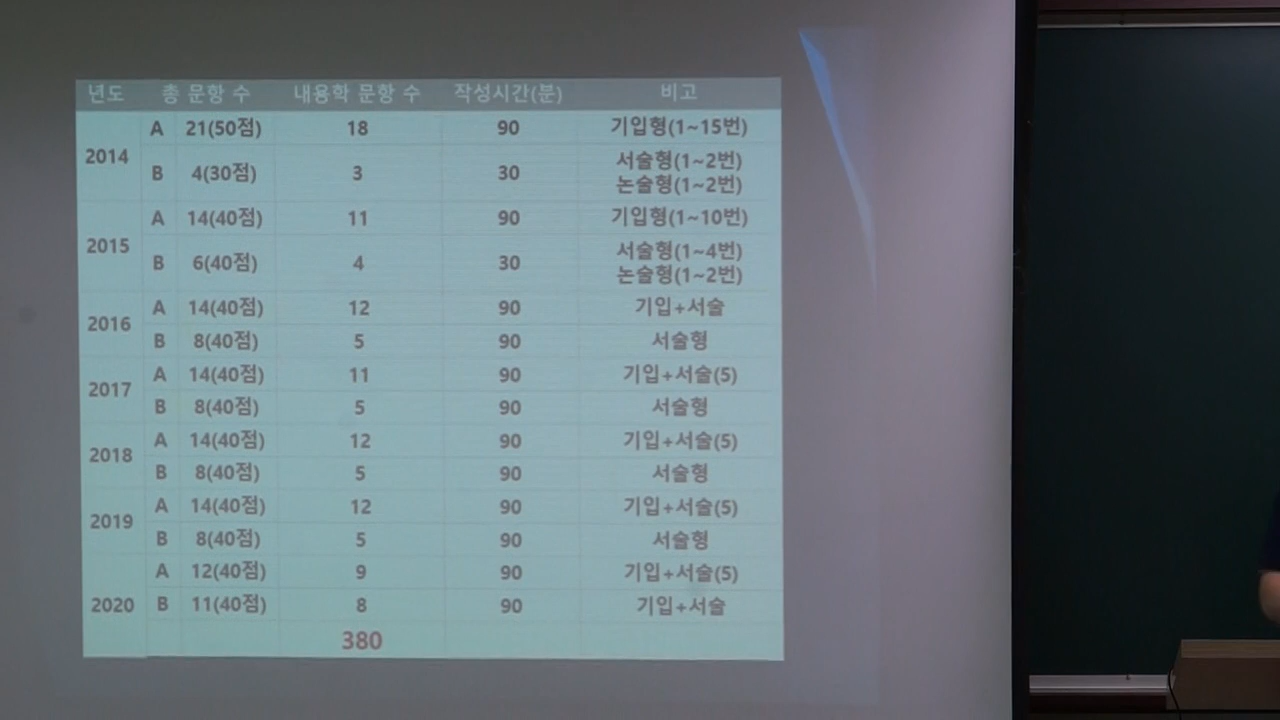 년도 총 문항 수 내용학 문항 수 작성시간(분) 비고
2014 A 21(50점) 18 90 기입형(1~15번)
B 4(30점) 3 30 서술형(1~2번)
논술형(1~2번)
2015 A 14(40점) 11 90 기입형(1~10번)
B 6(40점) 4 30 서술형(1~4번)
논술형(1~2번)
2016 A 14(40점) 12 90 기입+서술
B 8(40점) 5 90 서술형
2017 A 14(40점) 11 90 기입+서술(5)
B 8(40점) 5 90 서술형
2018 A 14(40점) 12 90 기입+서술(5)
B 8(40점) 5 90 서술형
2019 A 14(40점) 12 90 기입+서술(5)
B 8(40점) 5 90 서술형
2020 A 12(40점) 9 90 기입+서술(5)
B 11(40점) 8 90 기입+서술
380